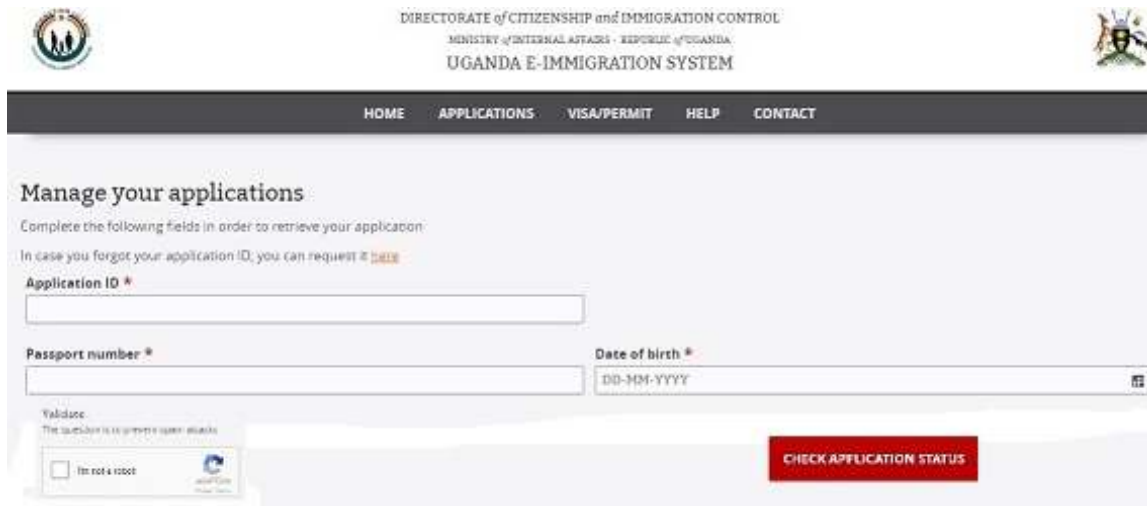 DIRECTORATE of CITIZENSHIP and IMMIGRATION CONTROL
MINISTRY of INTERNAL AFFAIRS - REPUBLIC of UGANDA
UGANDA E-IMMIGRATION SYSTEM
HOME APPLICATIONS VISA/PERMIT HELP CONTACT
Manage your applications
Complete the following fields in order to retrieve your application
In case you forgot your application ID, you can request it here
Application ID *
Passport number * Date of birth *
DD-MM-YYYY
Validate
The question is to prevent spam attacks
I'm not a robot
CHECK APPLICATION STATUS